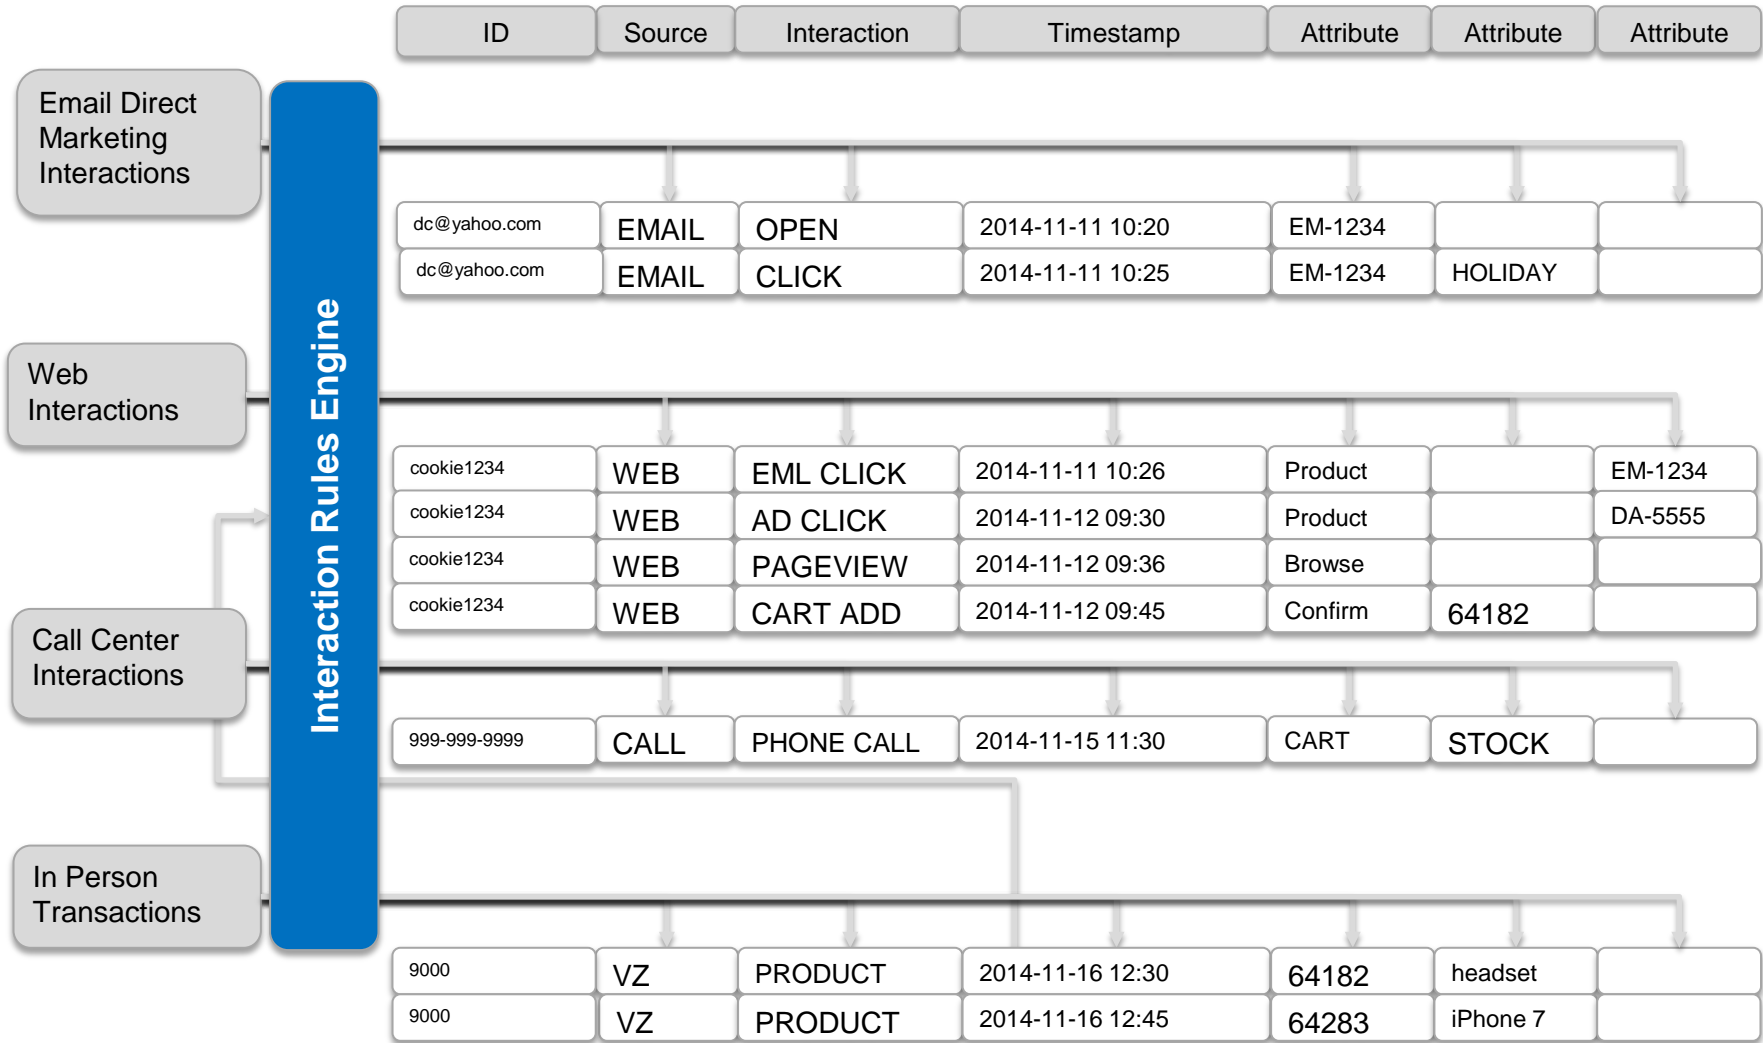 ID Source Interaction Timestamp Attribute Attribute Attribute
Email Direct
Marketing
Interactions
dc@yahoo.com EMAIL OPEN 2014-11-11 10:20 EM-1234
dc@yahoo.com EMAIL CLICK 2014-11-11 10:25 EM-1234 HOLIDAY
Interaction Rules Engine
Web
Interactions
cookie1234 WEB EML CLICK 2014-11-11 10:26 Product EM-1234
cookie1234 WEB AD CLICK 2014-11-12 09:30 Product DA-5555
cookie1234 WEB PAGEVIEW 2014-11-12 09:36 Browse
cookie1234 WEB CART ADD 2014-11-12 09:45 Confirm 64182
Call Center
Interactions
999-999-9999 CALL PHONE CALL 2014-11-15 11:30 CART STOCK
In Person
Transactions
9000 VZ PRODUCT 2014-11-16 12:30 64182 headset
9000 VZ PRODUCT 2014-11-16 12:45 64283 iPhone 7